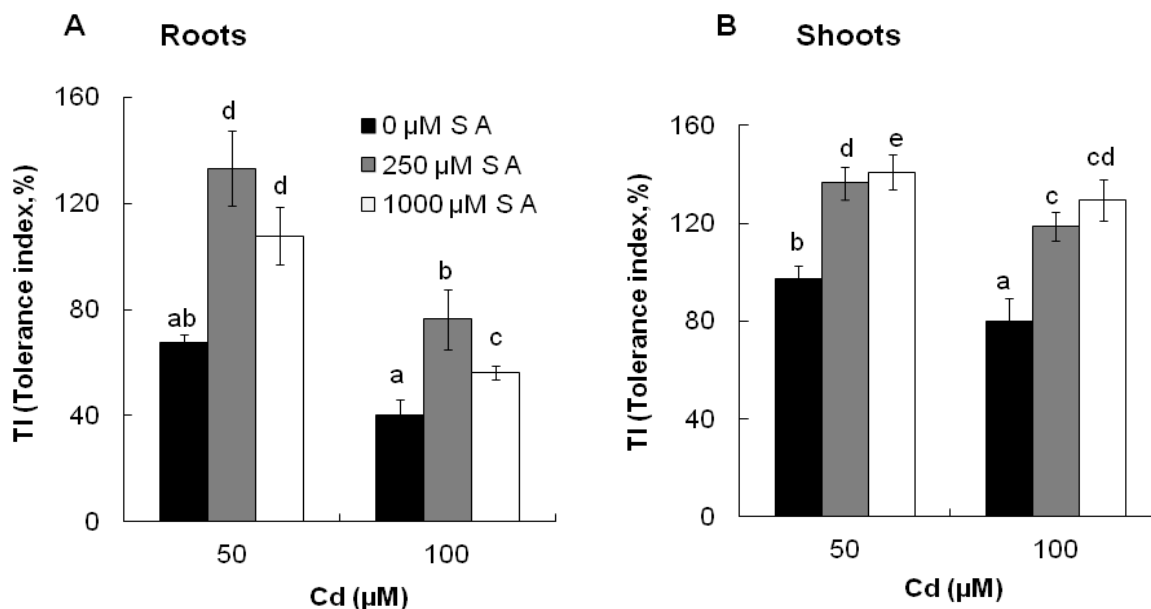 A Roots
TI (Tolerance index,%)
160
120
80
40
0
0 µM S A
250 µM S A
1000 µM S A
ab
d
d
a
b
c
50
100
Cd (µM)
B Shoots
TI (Tolerance index,%)
160
120
80
40
0
b
d
e
a
c
cd
50
100
Cd (µM)